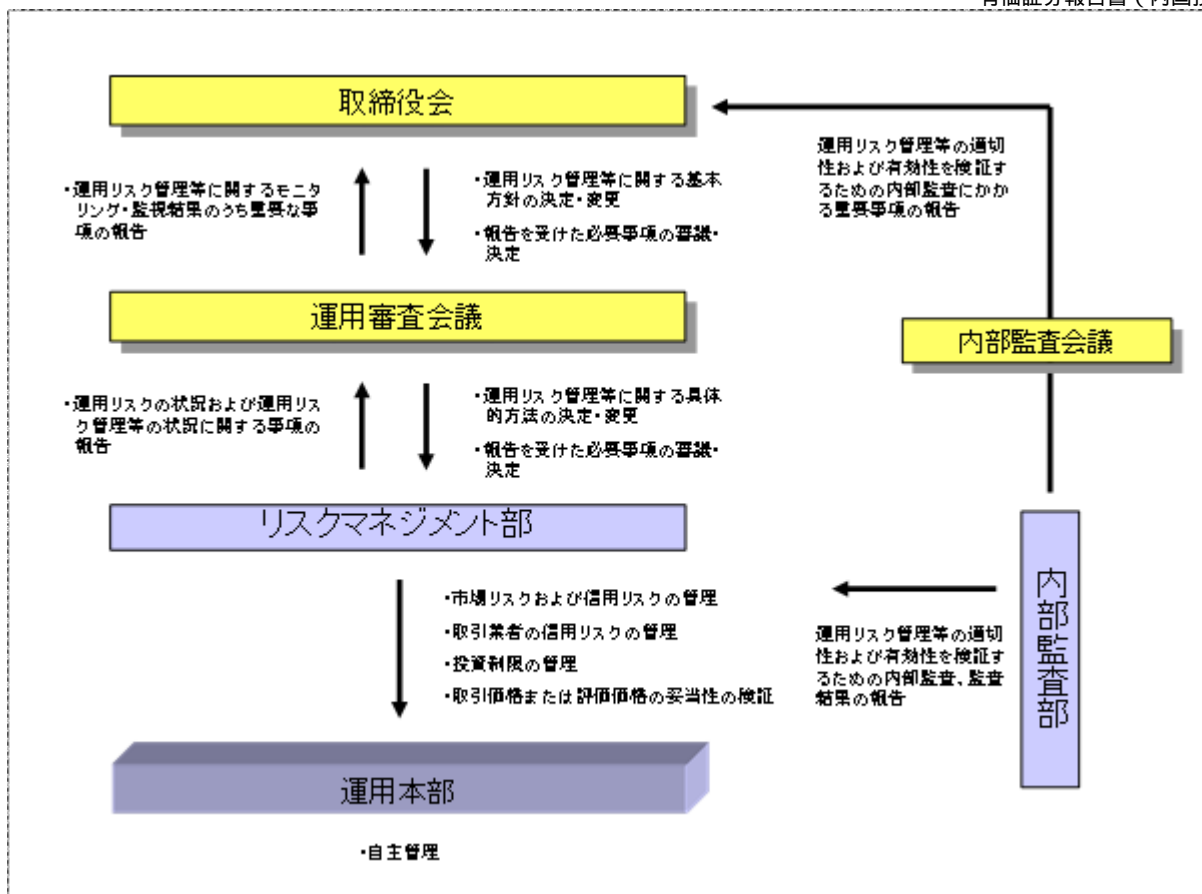 取締役会
・運用リスク管理等に関するモニタ
リング・監視結果のうち重要な事
項の報告
・運用リスク管理等に関する基本
方針の決定・変更
・報告を受けた必要事項の審議・
決定
運用リスク管理等の適切
性および有効性を検証す
るための内部監査にかか
る重要事項の報告
運用審査会議
内部監査会議
・運用リスクの状況および運用リス
ク管理等の状況に関する事項の
報告
・運用リスク管理等に関する具体
的方法の決定・変更
・報告を受けた必要事項の審議・
決定
リスクマネジメント部
内部監査部
・市場リスクおよび信用リスクの管理
・取引業者の信用リスクの管理
・投資制限の管理
・取引価格または評価価格の妥当性の検証
運用リスク管理等の適切
性および有効性を検証す
るための内部監査、監査
結果の報告
運用本部
・自主管理